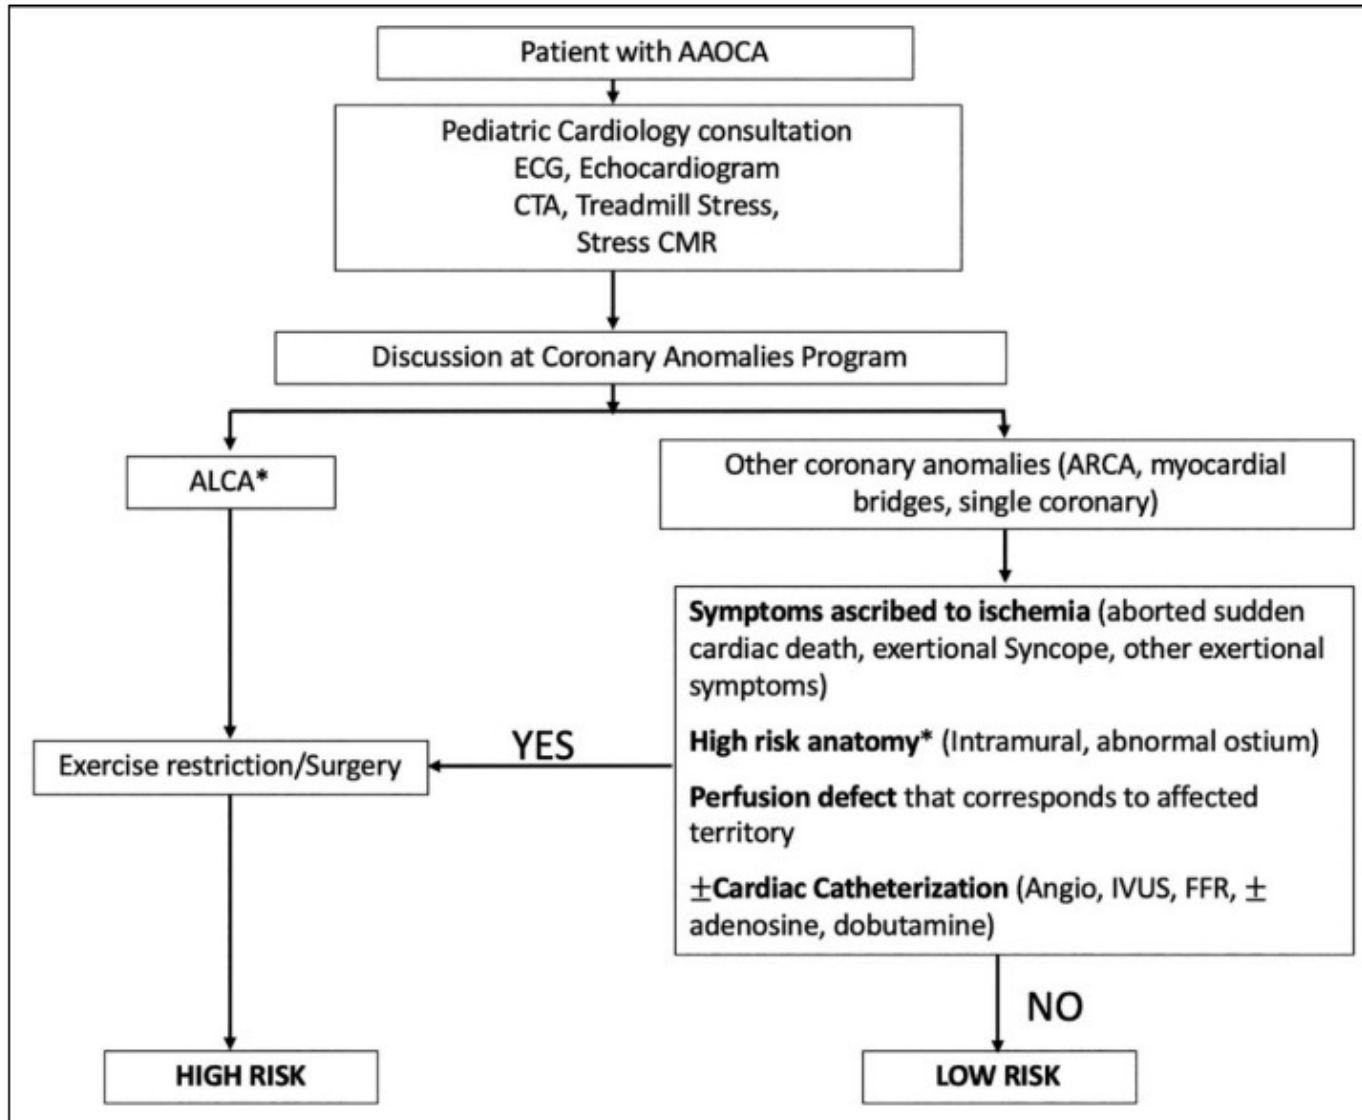 Patient with AAOCA
Pediatric Cardiology consultation
ECG, Echocardiogram
CTA, Treadmill Stress,
Stress CMR
Discussion at Coronary Anomalies Program
ALCA*
Other coronary anomalies (ARCA, myocardial
bridges, single coronary)
Symptoms ascribed to ischemia (aborted sudden
cardiac death, exertional Syncope, other exertional
symptoms)
High risk anatomy* (Intramural, abnormal ostium)
Perfusion defect that corresponds to affected
territory
±Cardiac Catheterization (Angio, IVUS, FFR, ±
adenosine, dobutamine)
YES
Exercise restriction/Surgery
NO
HIGH RISK
LOW RISK